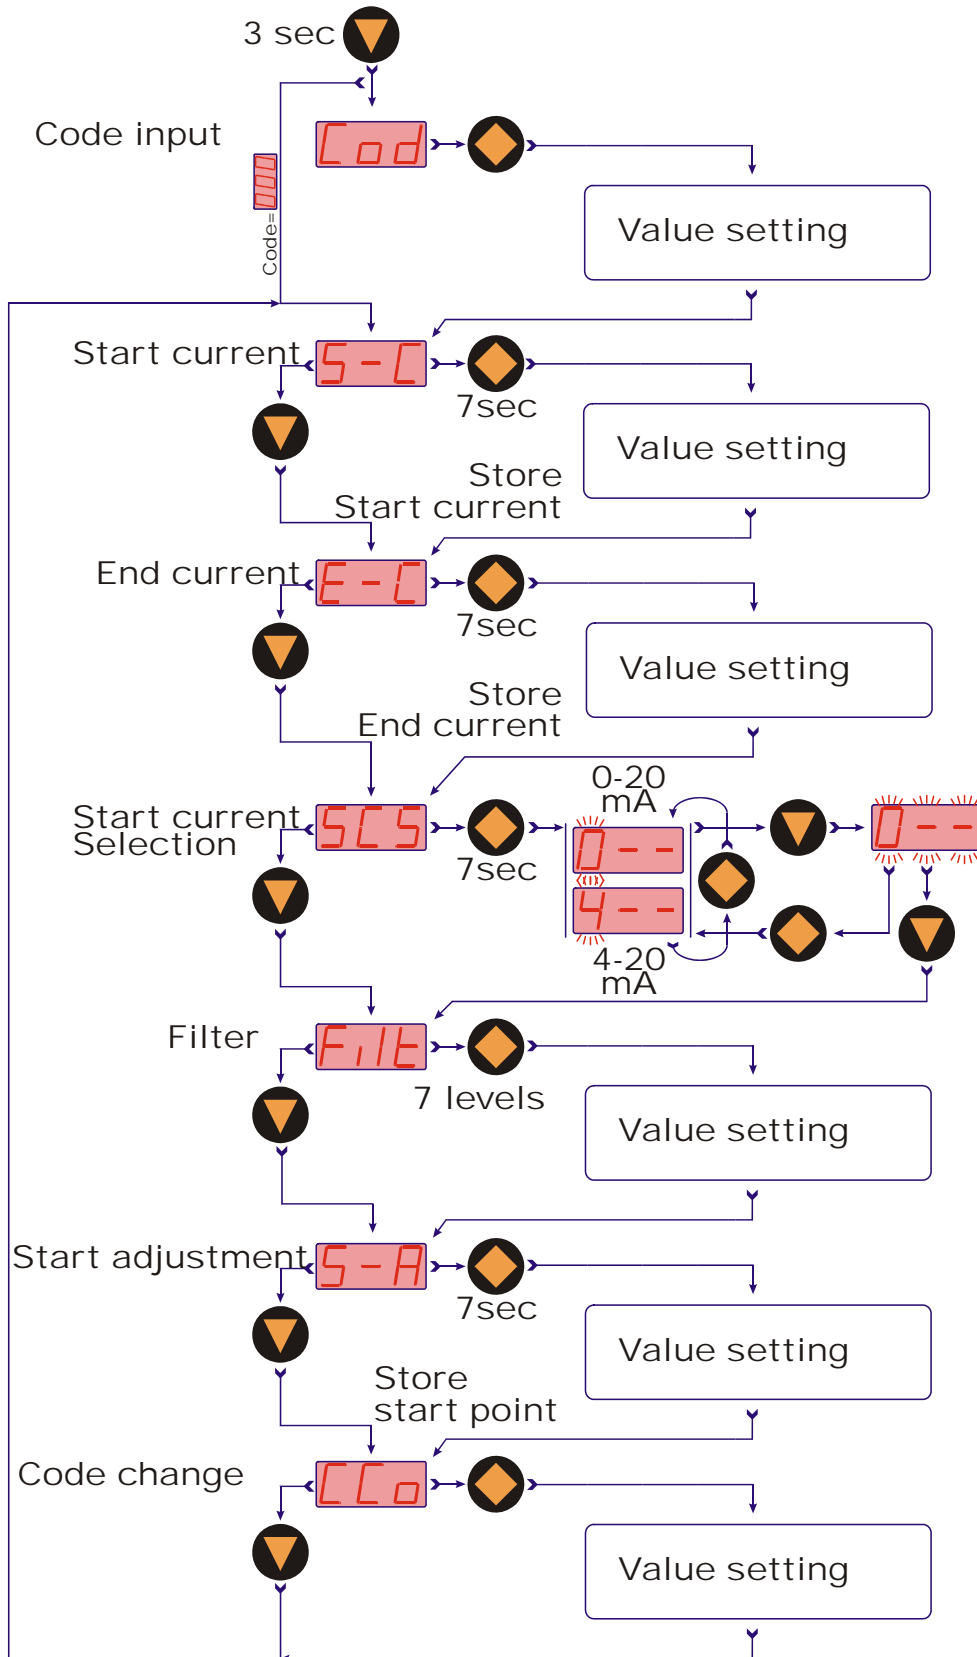 3 sec
Code input
Cod
000
Code=
Value setting
Start current
S-C
7sec
Value setting
Store
Start current
End current
E-C
7sec
Value setting
Store
End current
0-20
mA
Start current
Selection
SCS
7sec
0--
0--
4--
4-20
mA
Filter
Filt
7 levels
Value setting
Start adjustment
S-A
7sec
Value setting
Store
start point
Code change
CCo
Value setting